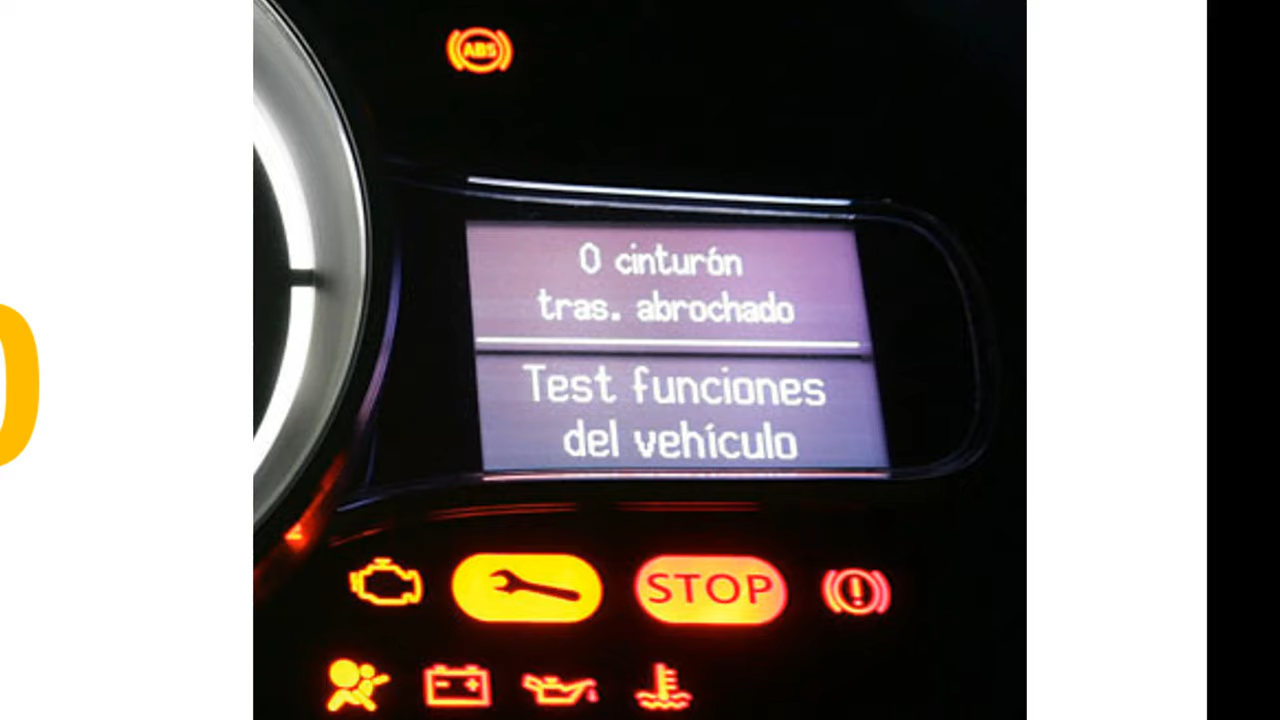 ABS
0 cinturón
tras. abrochado
Test funciones
del vehículo
STOP